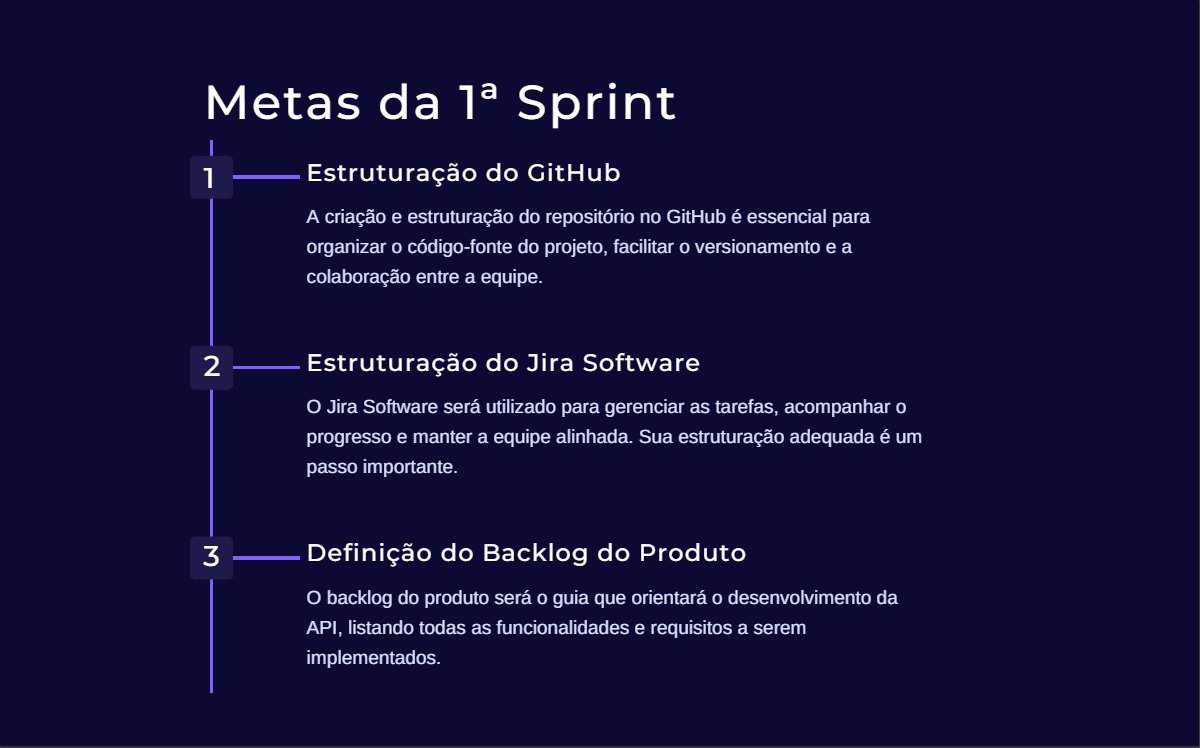 Metas da 1ª Sprint
1
Estruturação do GitHub
A criação e estruturação do repositório no GitHub é essencial para
organizar o código-fonte do projeto, facilitar o versionamento e a
colaboração entre a equipe.
2
Estruturação do Jira Software
O Jira Software será utilizado para gerenciar as tarefas, acompanhar o
progresso e manter a equipe alinhada. Sua estruturação adequada é um
passo importante.
3
Definição do Backlog do Produto
O backlog do produto será o guia que orientará o desenvolvimento da
API, listando todas as funcionalidades e requisitos a serem
implementados.